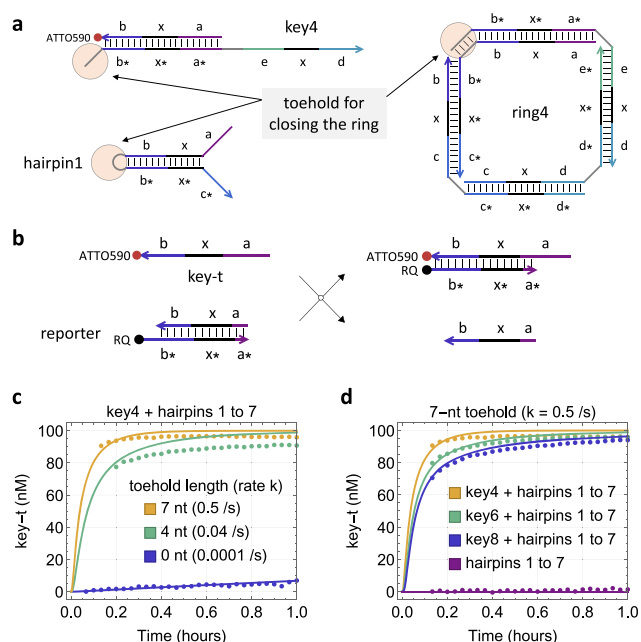 a
b x a key4
ATTO590
b* x* a* e x d
toehold for
closing the ring
hairpin1
a
b* x*
c*
b* x* a*
b x a
b b* e* e
x x* ring4 x* x
c c* d* d
c x d
c* x* d*
b
b x a
ATTO590
key-t
b x a
reporter
RQ
b* x* a*
b x a
ATTO590
RQ
b* x* a*
b x a
c
key4 + hairpins 1 to 7
key-t (nM)
100
80
60
40
20
0
toehold length (rate k)
7 nt (0.5 /s)
4 nt (0.04 /s)
0 nt (0.0001 /s)
0.0 0.2 0.4 0.6 0.8 1.0
Time (hours)
d
7-nt toehold (k = 0.5 /s)
key-t (nM)
100
80
60
40
20
0
key4 + hairpins 1 to 7
key6 + hairpins 1 to 7
key8 + hairpins 1 to 7
hairpins 1 to 7
0.0 0.2 0.4 0.6 0.8 1.0
Time (hours)